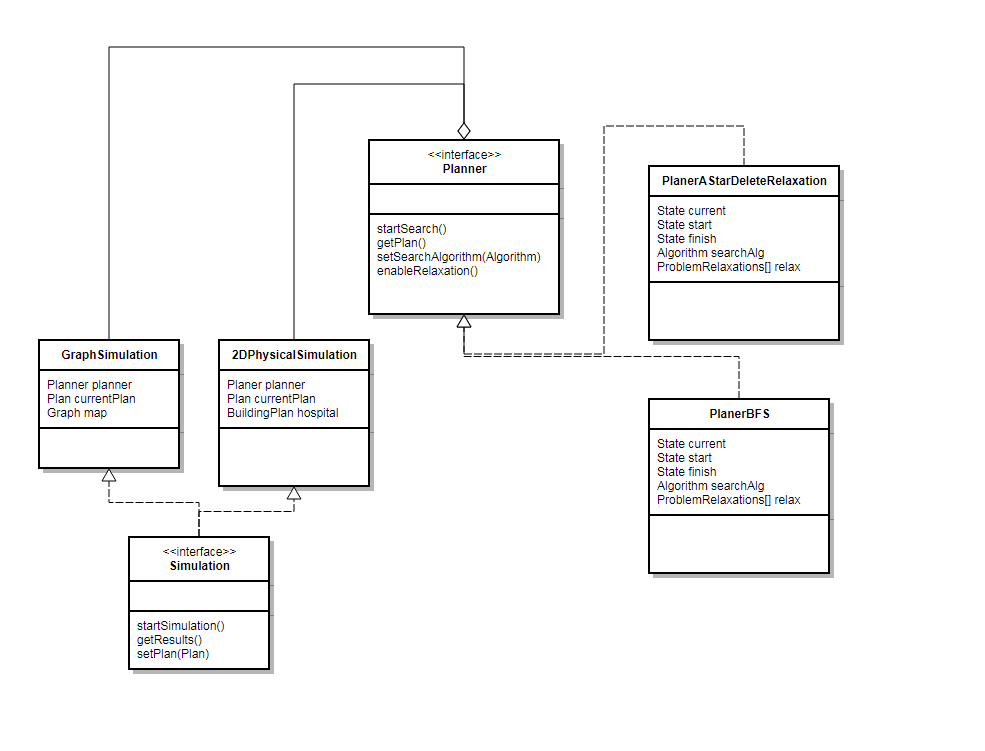 <<interface>>
Planner
startSearch()
getPlan()
setSearchAlgorithm(Algorithm)
enableRelaxation()
PlanerAStarDeleteRelaxation
State current
State start
State finish
Algorithm searchAlg
ProblemRelaxations[] relax
GraphSimulation
Planner planner
Plan currentPlan
Graph map
2DPhysicalSimulation
Planer planner
Plan currentPlan
BuildingPlan hospital
PlanerBFS
State current
State start
State finish
Algorithm searchAlg
ProblemRelaxations[] relax
<<interface>>
Simulation
startSimulation()
getResults()
setPlan(Plan)